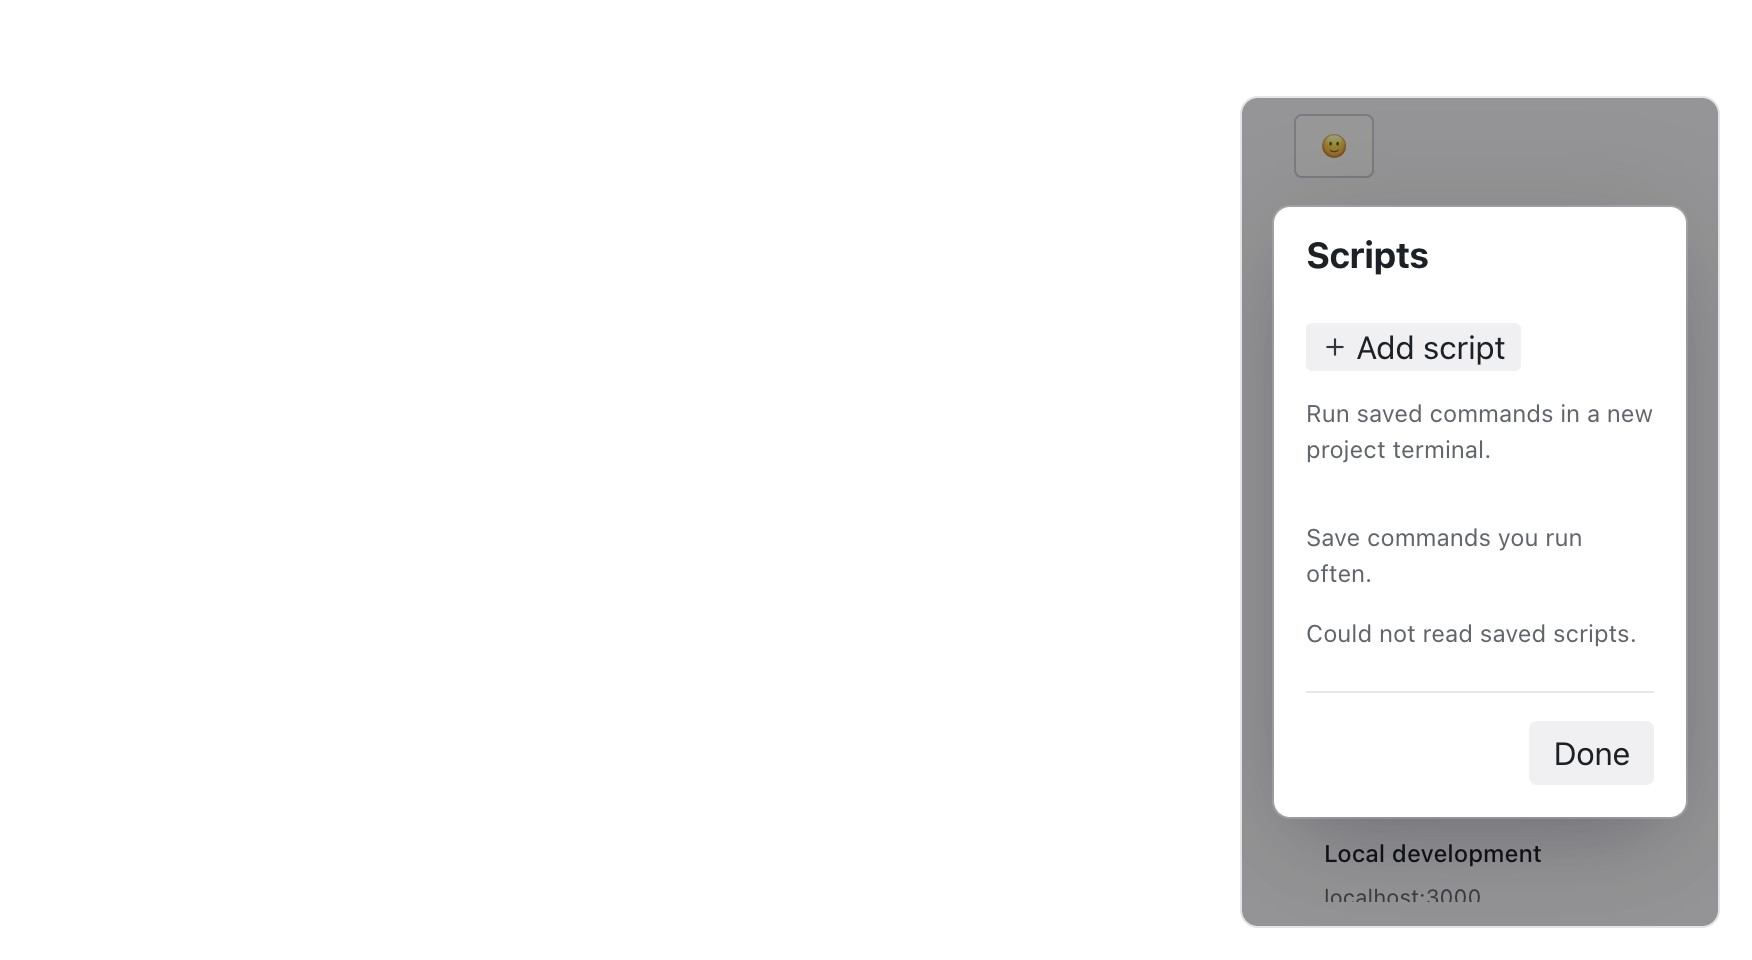 Scripts
+ Add script
Run saved commands in a new
project terminal.
Save commands you run
often.
Could not read saved scripts.
Done
Local development
localhost:3000